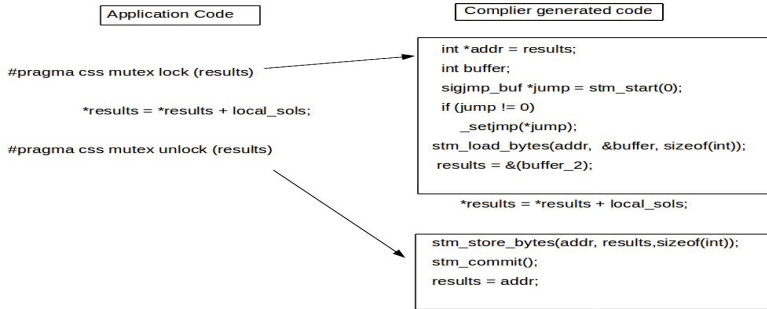 Application Code
#pragma css mutex lock (results)
*results = *results + local_sols;
#pragma css mutex unlock (results)
Complier generated code
int *addr = results;
int buffer;
sigjmp_buf *jump = stm_start(0);
if (jump != 0)
_setjmp(*jump);
stm_load_bytes(addr, &buffer, sizeof(int));
results = &(buffer_2);
*results = *results + local_sols;
stm_store_bytes(addr, results,sizeof(int));
stm_commit();
results = addr;